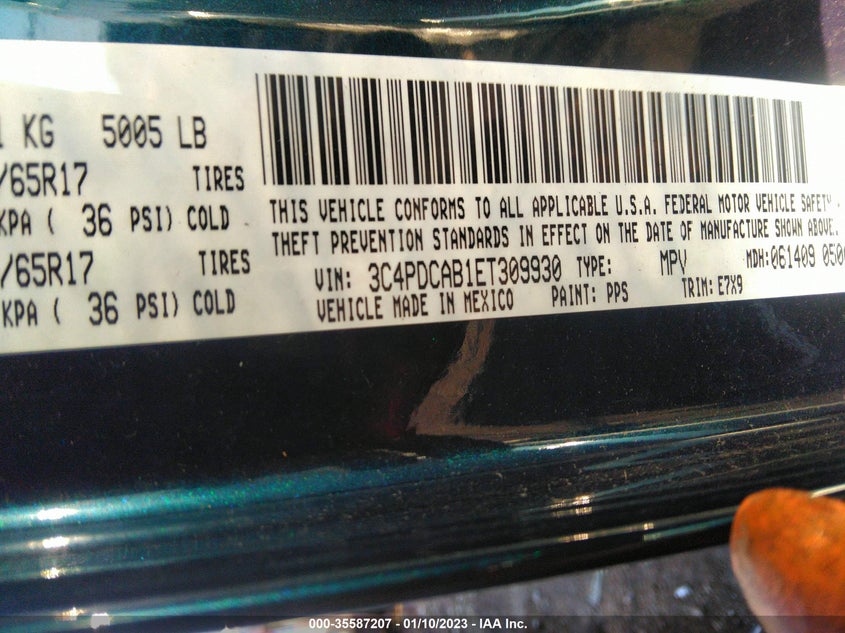 KG 5005 LB
/65R17 TIRES
KPA ( 36 PSI) COLD
/65R17 TIRES
KPA ( 36 PSI) COLD
THIS VEHICLE CONFORMS TO ALL APPLICABLE U.S.A. FEDERAL MOTOR VEHICLE SAFETY
THEFT PREVENTION STANDARDS IN EFFECT ON THE DATE OF MANUFACTURE SHOWN ABOVE.
VIN: 3C4PDCAB1ET309930 TYPE: MPV MDH:061409
VEHICLE MADE IN MEXICO PAINT: PPS TRIM: E7X9
000-35587207 - 01/10/2023 - IAA Inc.